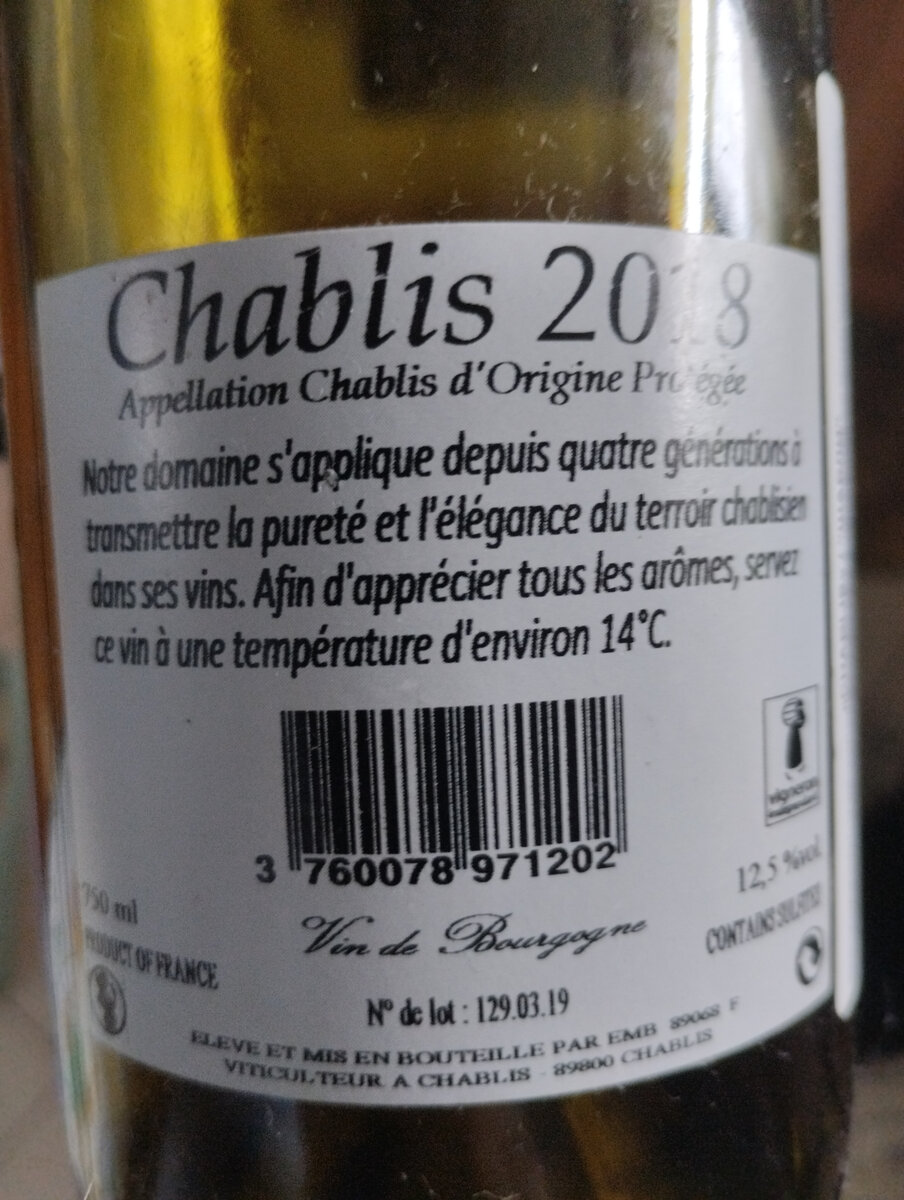 Chablis 2018
Appellation Chablis d'Origine Protégée
Notre domaine s'applique depuis quatre générations à
transmettre la pureté et l'élégance du terroir chablisien
dans ses vins. Afin d'apprécier tous les arômes, servez
ce vin à une température d'environ 14°C.
vigneron
3 760078 971202
750 ml
12,5 %vol.
PRODUCT OF FRANCE
Vin de Bourgogne
CONTAINS SULFITES
N° de lot : 129.03.19
ELEVE ET MIS EN BOUTEILLE PAR EMB 89068 F
VITICULTEUR A CHABLIS - 89800 CHABLIS